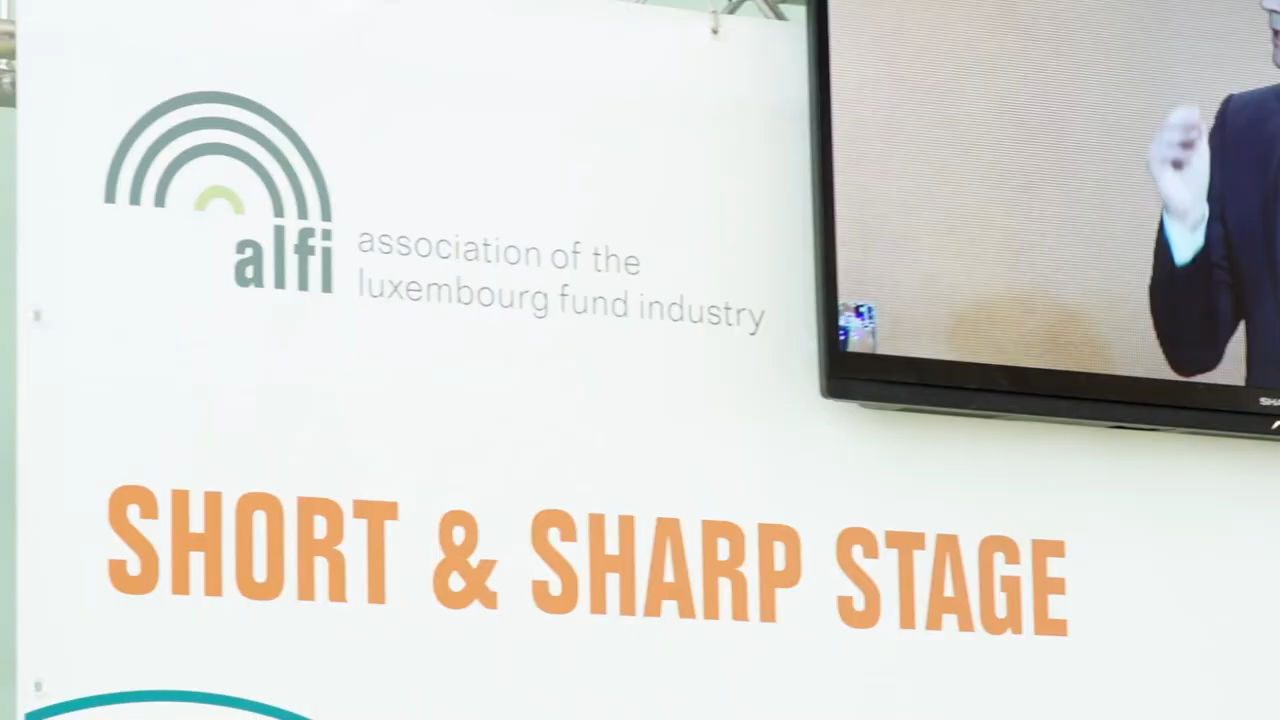 alfi
association of the
luxembourg fund industry
SHORT & SHARP STAGE